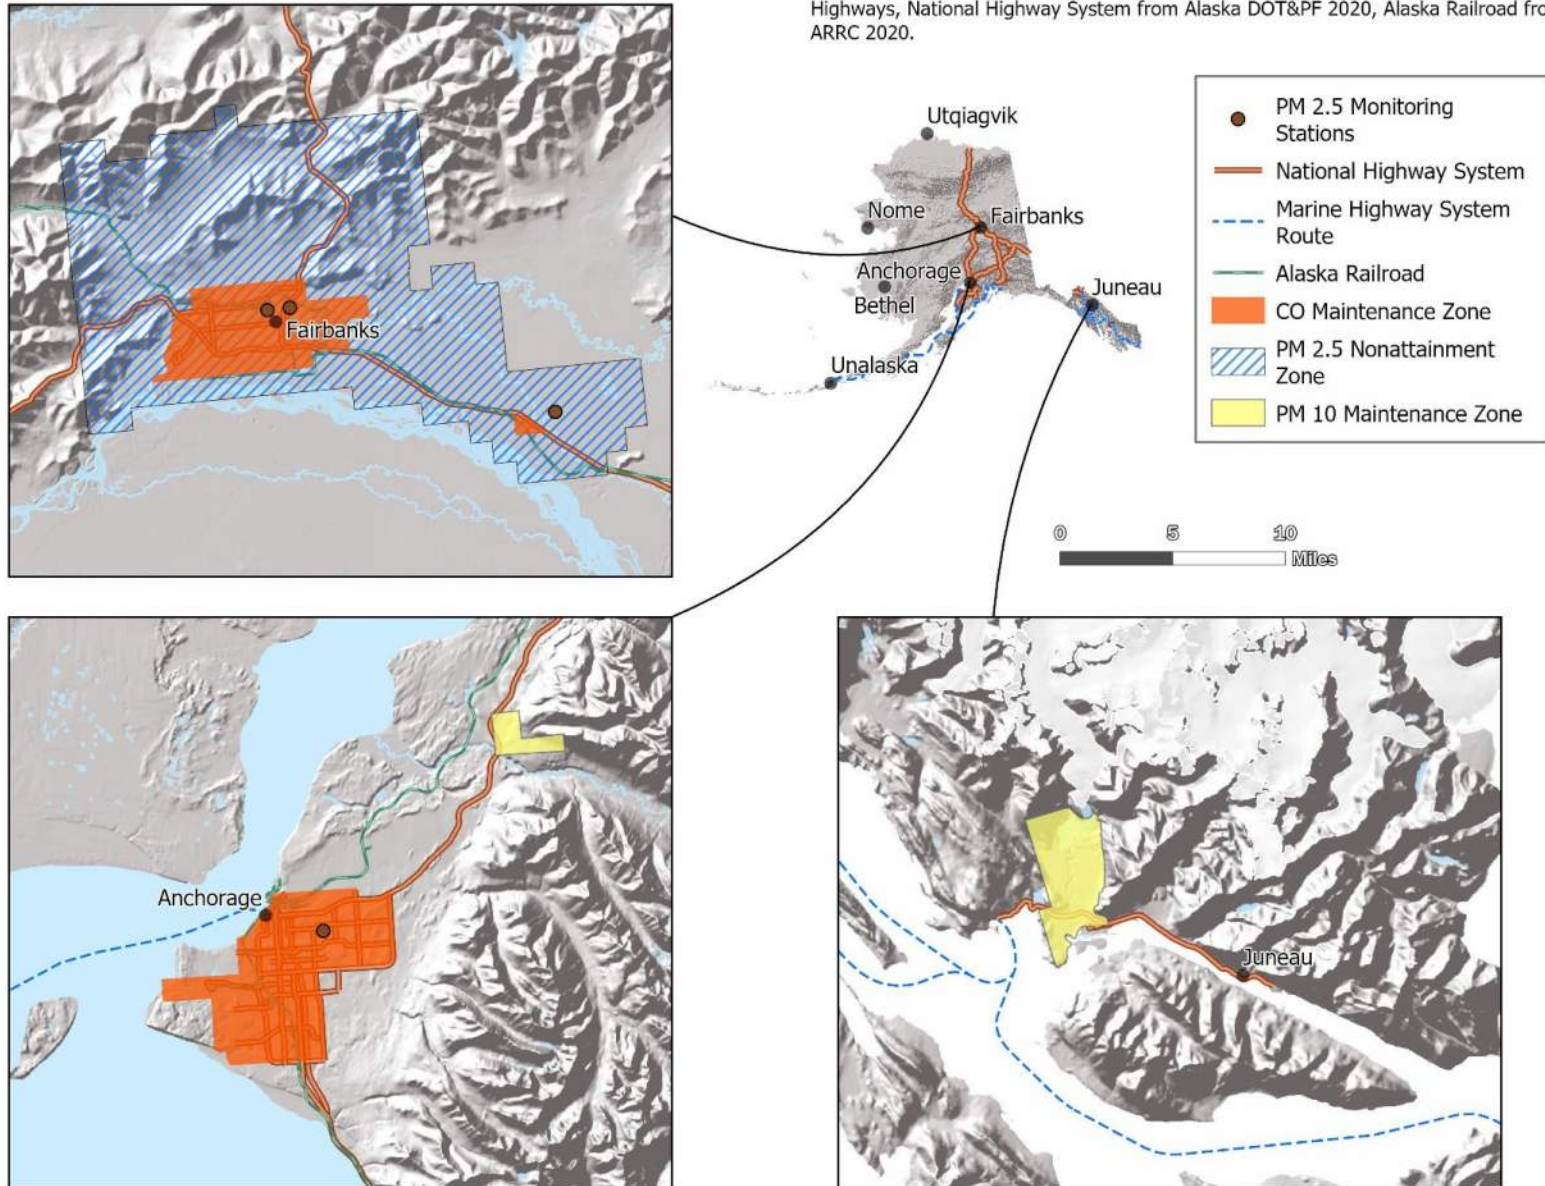 Highways, National Highway System from Alaska DOT&PF 2020, Alaska Railroad fro
ARRC 2020.
PM 2.5 Monitoring
Stations
National Highway System
Marine Highway System
Route
Alaska Railroad
CO Maintenance Zone
PM 2.5 Nonattainment
Zone
PM 10 Maintenance Zone
Utqiagvik
Nome
Fairbanks
Anchorage
Bethel
Juneau
Unalaska
Fairbanks
0 5 10
Miles
Anchorage
Juneau